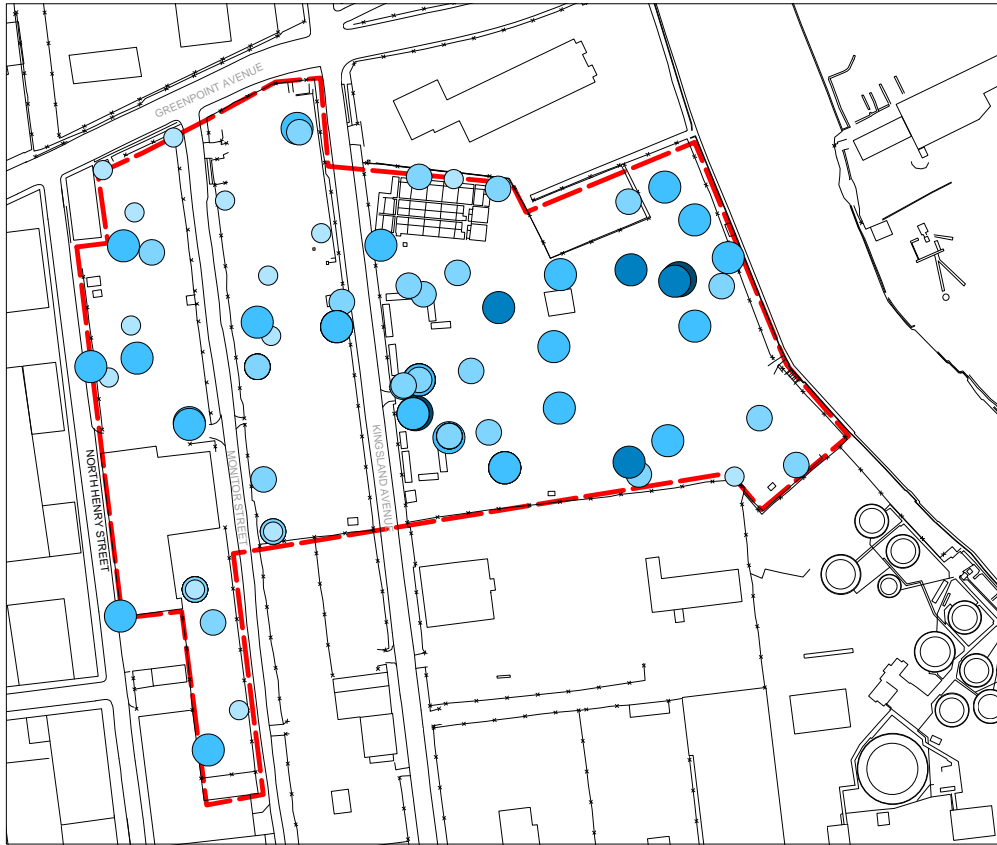 GREENPOINT AVENUE
NORTH HENRY STREET
MONITOR STREET
KINGSLAND AVENUE